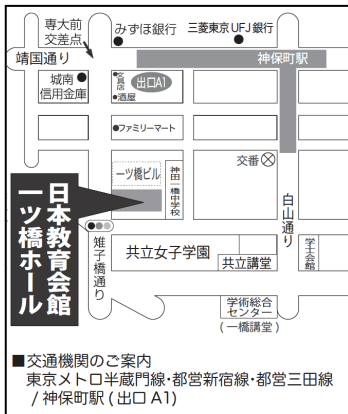 専大前
交差点
みずほ銀行
三菱東京UFJ銀行
靖国通り
神保町駅
城南
信用金庫
文具店
出口A1
酒屋
ファミリーマート
交番
一ツ橋ビル
神田一橋中学校
白山通り
日本教育会館
一ツ橋ホール
雉子橋通り
共立女子学園
共立講堂
学士会館
学術総合
センター
(一橋講堂)
■交通機関のご案内
東京メトロ半蔵門線・都営新宿線・都営三田線
/ 神保町駅 ( 出口 A1)